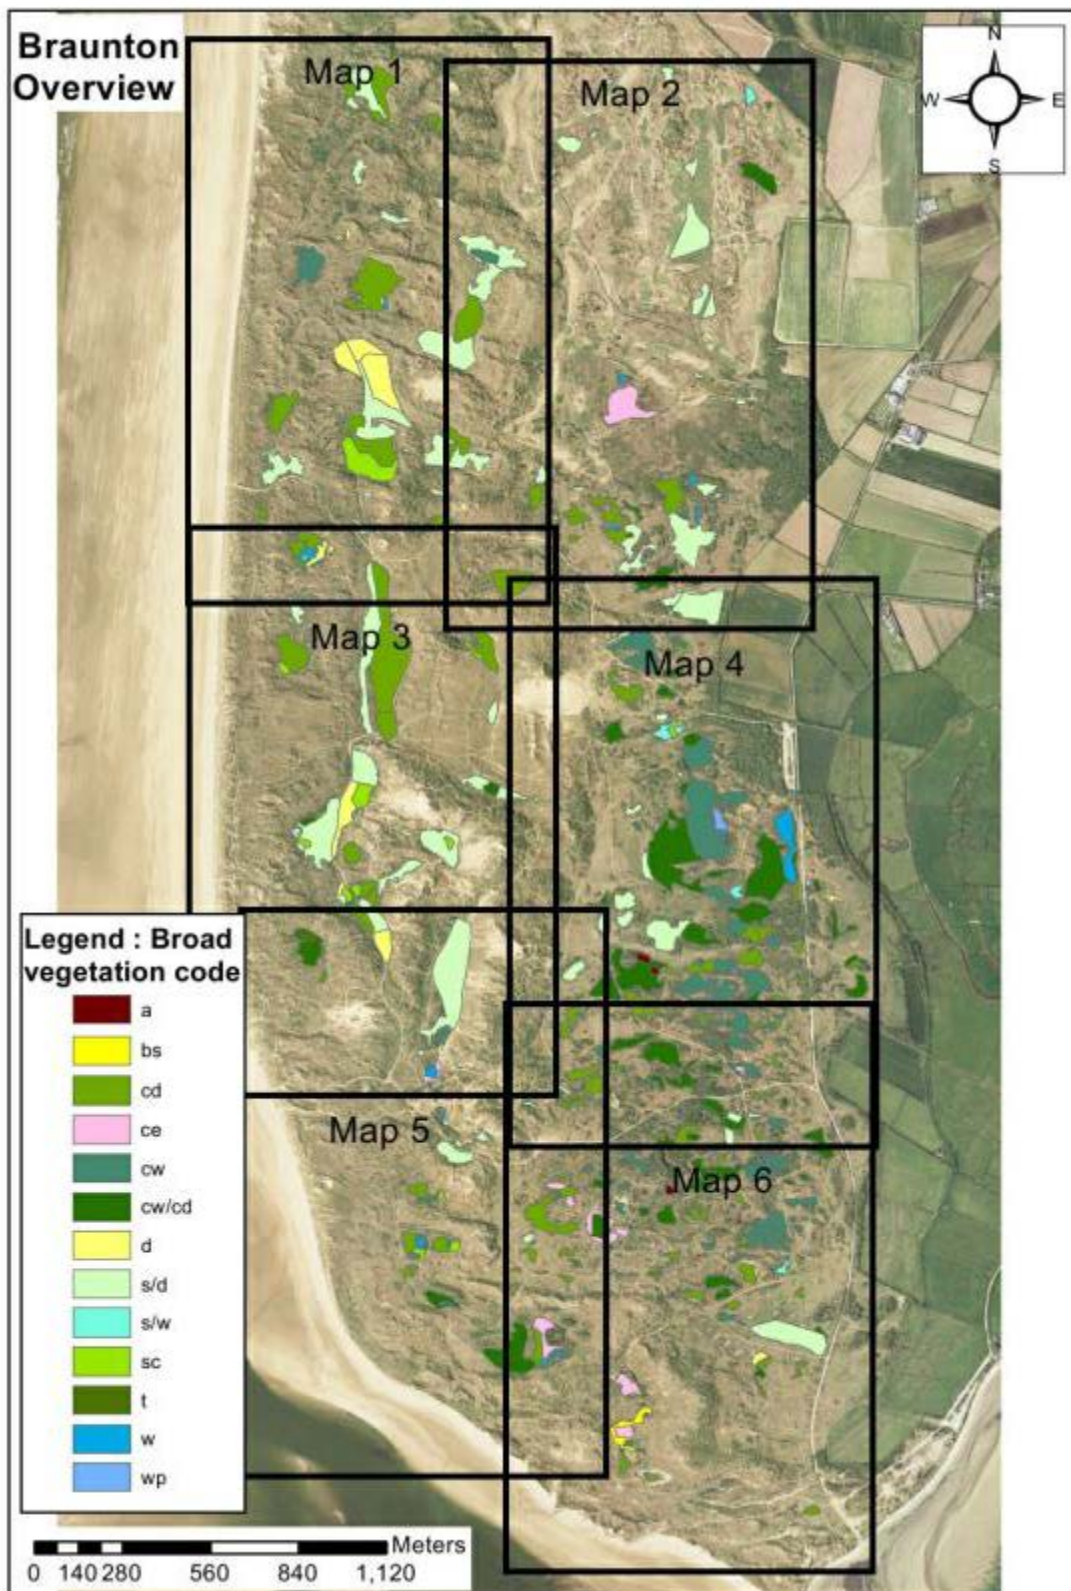 Braunton
Overview
Map 1
Map 2
N
W E
S
Map 3
Map 4
Legend : Broad
vegetation code
a
bs
cd
ce
cw
cw/cd
d
s/d
s/w
sc
t
w
wp
Map 5
Map 6
Meters
0 140 280 560 840 1,120